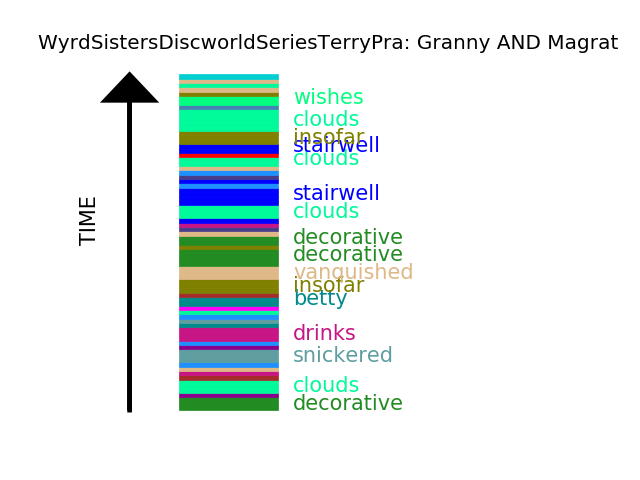 WyrdSistersDiscworldSeriesTerryPra: Granny AND Magrat
TIME
wishes
clouds
insofar
stairwell
clouds
stairwell
clouds
decorative
decorative
vanquished
insofar
betty
drinks
snickered
clouds
decorative